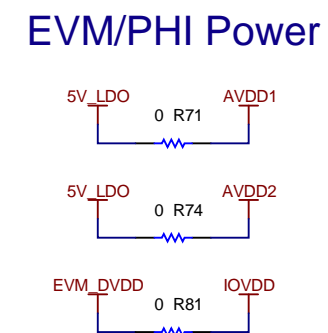 EVM/PHI Power
5V_LDO AVDD1
0 R71
5V_LDO AVDD2
0 R74
EVM_DVDD IOVDD
0 R81